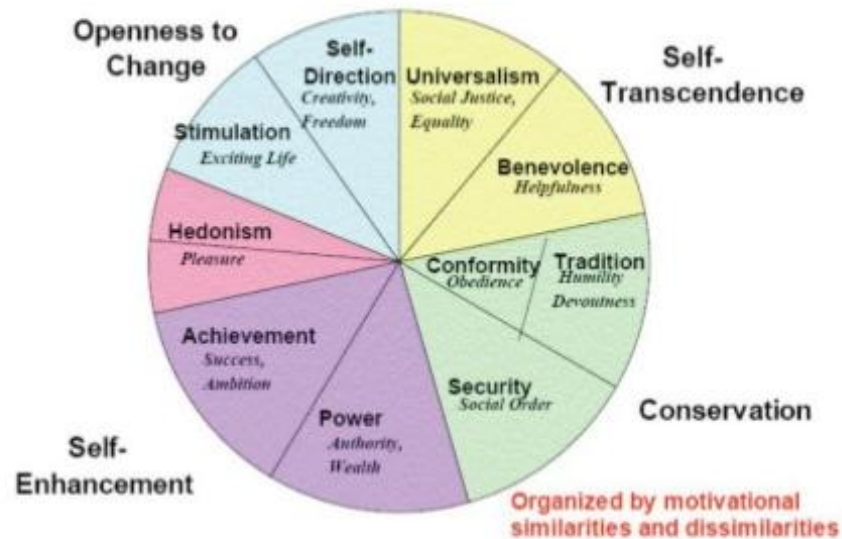 Openness to
Change
Self-
Direction
Creativity,
Freedom
Universalism
Social Justice,
Equality
Self-
Transcendence
Stimulation
Exciting Life
Benevolence
Helpfulness
Hedonism
Pleasure
Conformity
Obedience
Tradition
Humility
Devoutness
Achievement
Success,
Ambition
Security
Social Order
Power
Authority,
Wealth
Conservation
Self-
Enhancement
Organized by motivational
similarities and dissimilarities